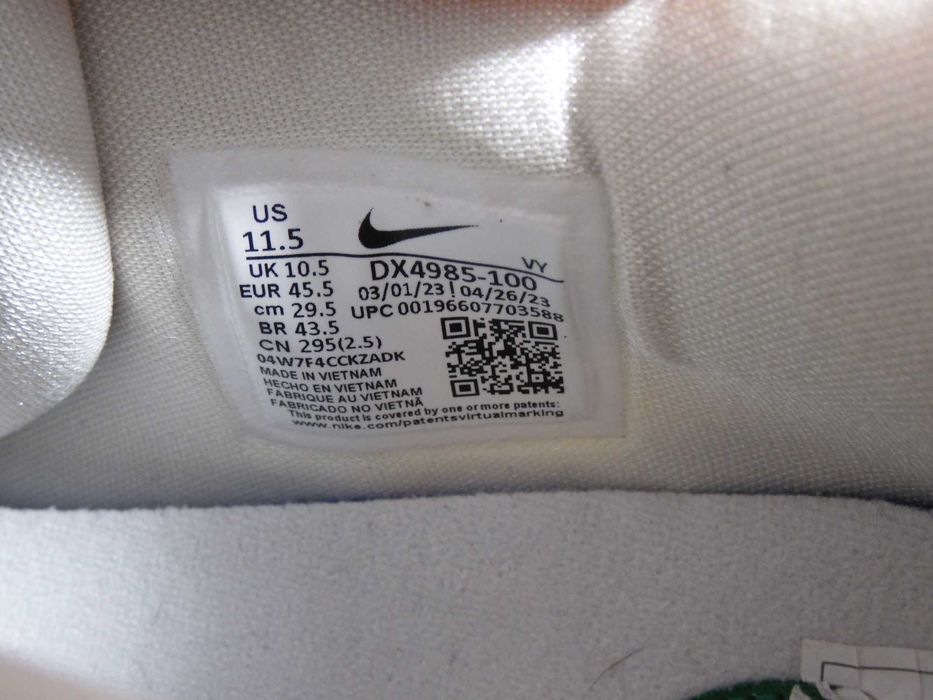 US
11.5
VY
UK 10.5
DX4985-100
EUR 45.5
03/01/23 ! 04/26/23
cm 29.5
UPC 00196607703588
BR 43.5
CN 295(2.5)
04W7F4CCKZADK
MADE IN VIETNAM
HECHO EN VIETNAM
FABRIQUE AU VIETNAM
FABRICADO NO VIETNÃ
This product is covered by one or more patents:
www.nike.com/patentsvirtualmarking